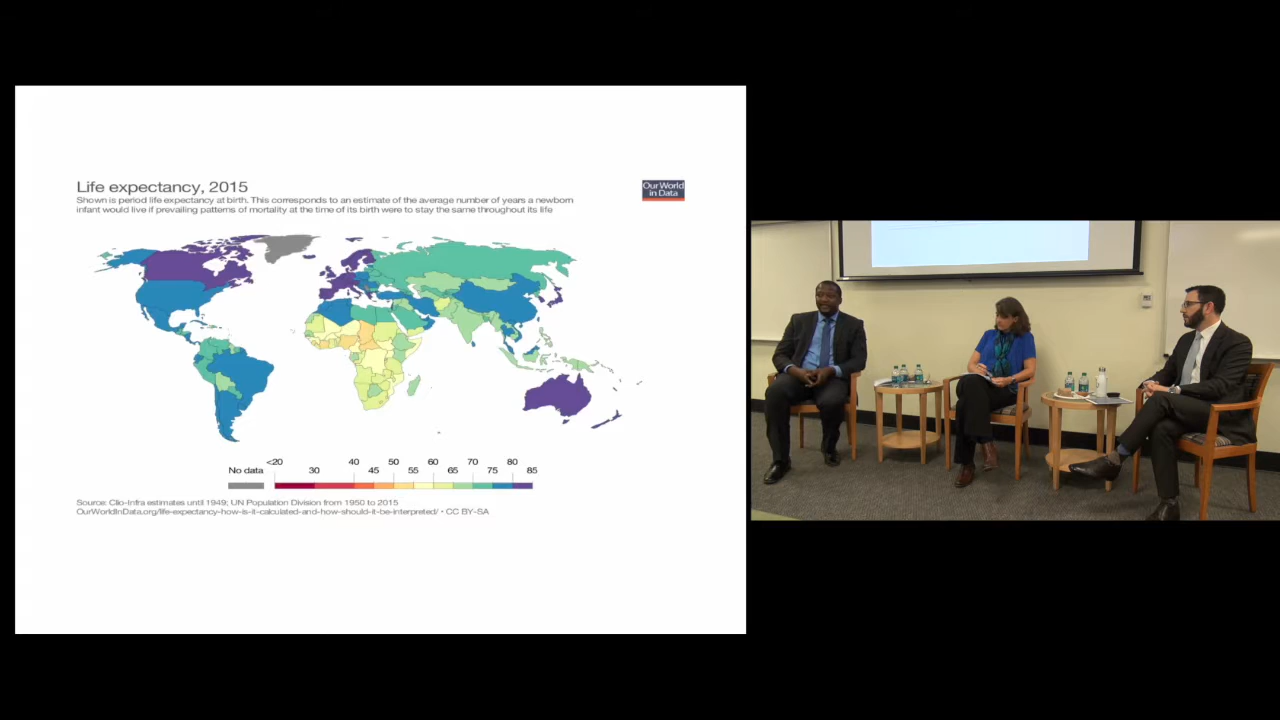 Life expectancy, 2015
Shown is period life expectancy at birth. This corresponds to an estimate of the average number of years a newborn
infant would live if prevailing patterns of mortality at the time of its birth were to stay the same throughout its life
Our World
in Data
<20 40 50 60 70 80
No data 30 45 55 65 75 85
Source: Clio-Infra estimates until 1949; UN Population Division from 1950 to 2015
OurWorldInData.org/life-expectancy-how-is-it-calculated-and-how-should-it-be-interpreted/ • CC BY-SA